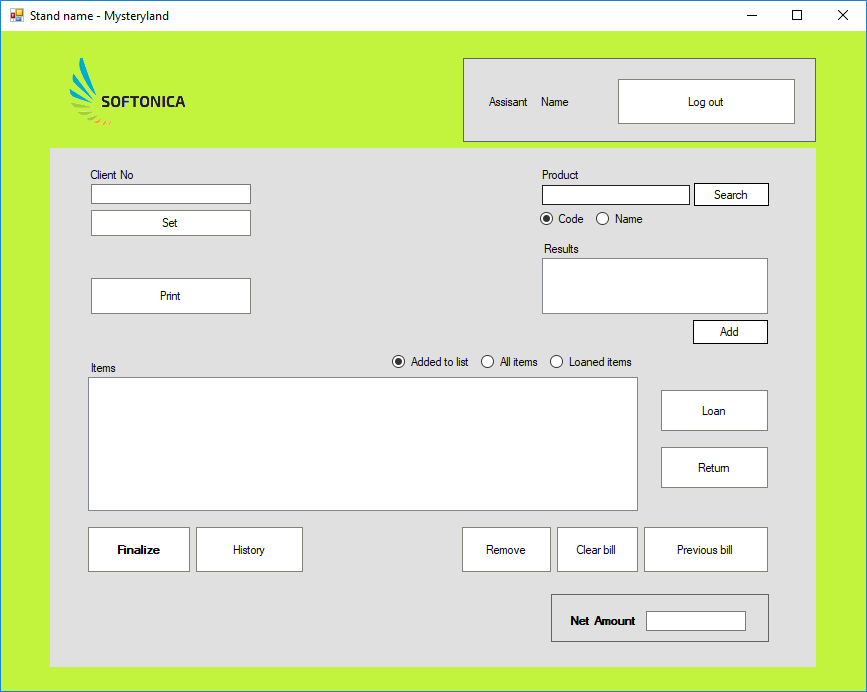 Stand name - Mysteryland
SOFTONICA
Assisant Name
Log out
Client No
Set
Print
Product
Search
Code Name
Results
Add
Added to list All items Loaned items
Items
Loan
Return
Finalize
History
Remove
Clear bill
Previous bill
Net Amount